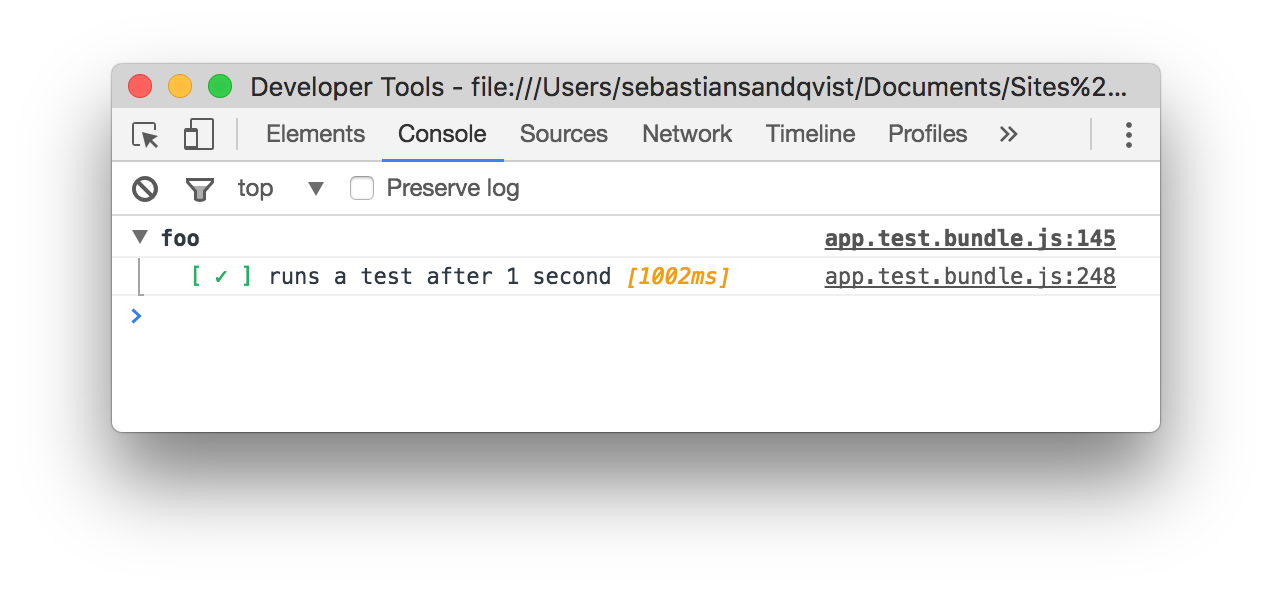 Developer Tools - file:///Users/sebastiansandqvist/Documents/Sites%2...
Elements Console Sources Network Timeline Profiles »
top ▼ Preserve log
▼ foo app.test.bundle.js:145
[ ✓ ] runs a test after 1 second [1002ms] app.test.bundle.js:248
>